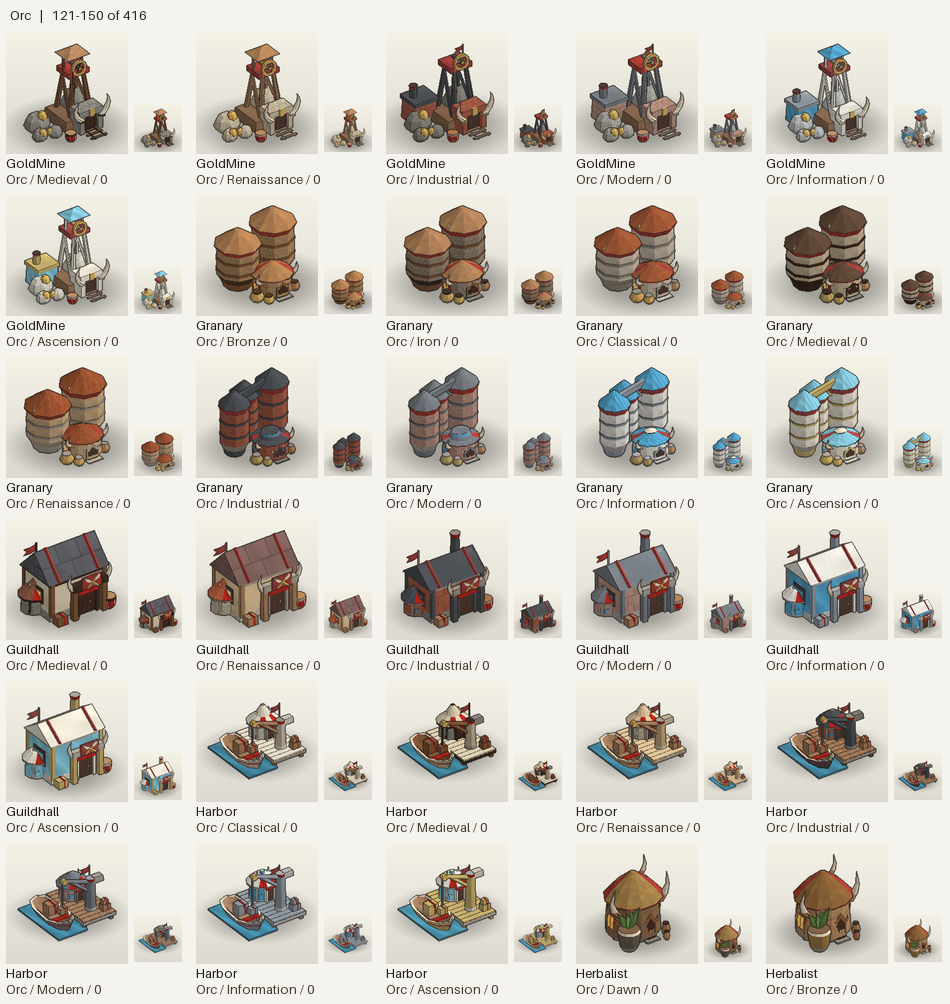 Orc | 121-150 of 416
GoldMine
Orc / Medieval / 0
GoldMine
Orc / Renaissance / 0
GoldMine
Orc / Industrial / 0
GoldMine
Orc / Modern / 0
GoldMine
Orc / Information / 0
GoldMine
Orc / Ascension / 0
Granary
Orc / Bronze / 0
Granary
Orc / Iron / 0
Granary
Orc / Classical / 0
Granary
Orc / Medieval / 0
Granary
Orc / Renaissance / 0
Granary
Orc / Industrial / 0
Granary
Orc / Modern / 0
Granary
Orc / Information / 0
Granary
Orc / Ascension / 0
Guildhall
Orc / Medieval / 0
Guildhall
Orc / Renaissance / 0
Guildhall
Orc / Industrial / 0
Guildhall
Orc / Modern / 0
Guildhall
Orc / Information / 0
Guildhall
Orc / Ascension / 0
Harbor
Orc / Classical / 0
Harbor
Orc / Medieval / 0
Harbor
Orc / Renaissance / 0
Harbor
Orc / Industrial / 0
Harbor
Orc / Modern / 0
Harbor
Orc / Information / 0
Harbor
Orc / Ascension / 0
Herbalist
Orc / Dawn / 0
Herbalist
Orc / Bronze / 0